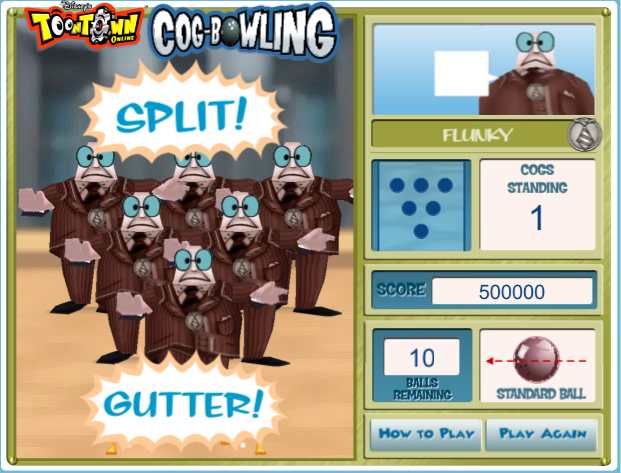 Disney's
TOONTOWN
ONLINE
COG-BOWLING
SPLIT!
GUTTER!
FLUNKY
COGS
STANDING
1
SCORE 500000
10
BALLS
REMAINING
STANDARD BALL
HOW TO PLAY
PLAY AGAIN